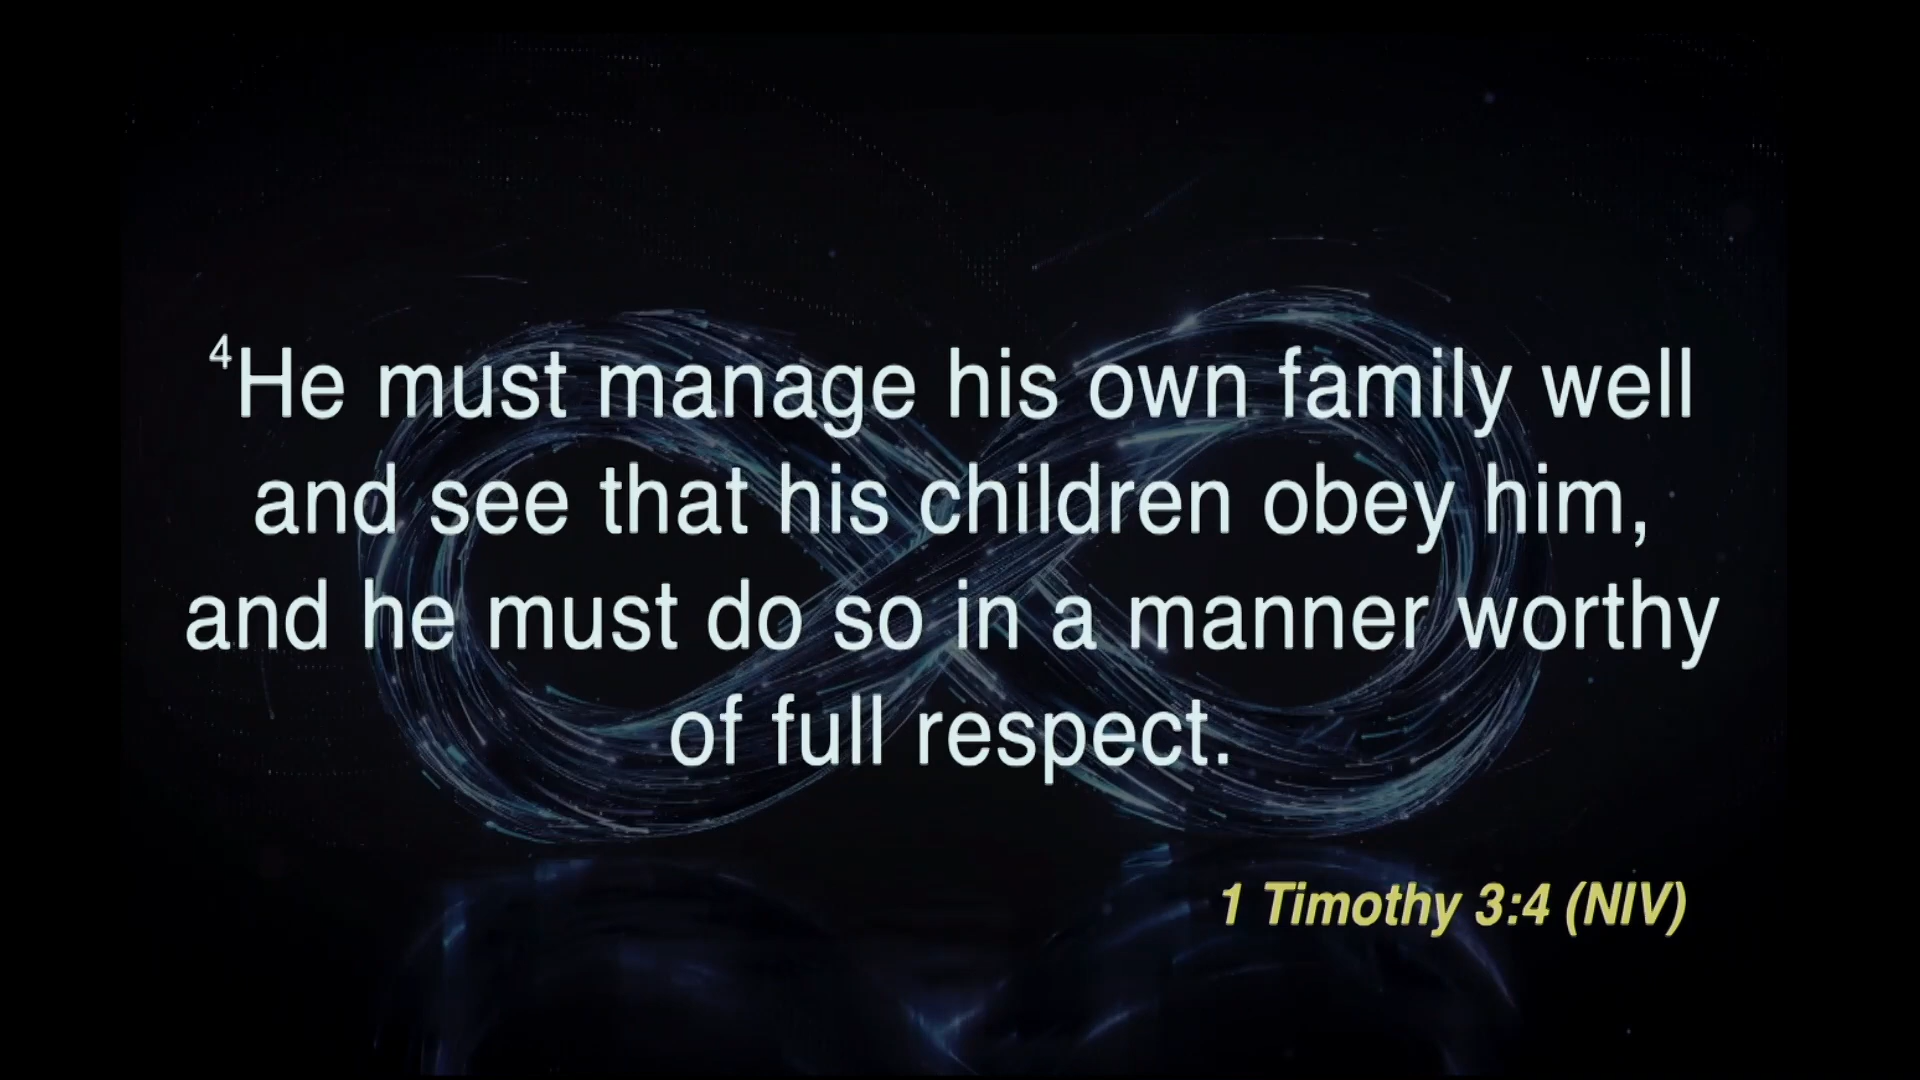 ⁴He must manage his own family well
and see that his children obey him,
and he must do so in a manner worthy
of full respect.
1 Timothy 3:4 (NIV)